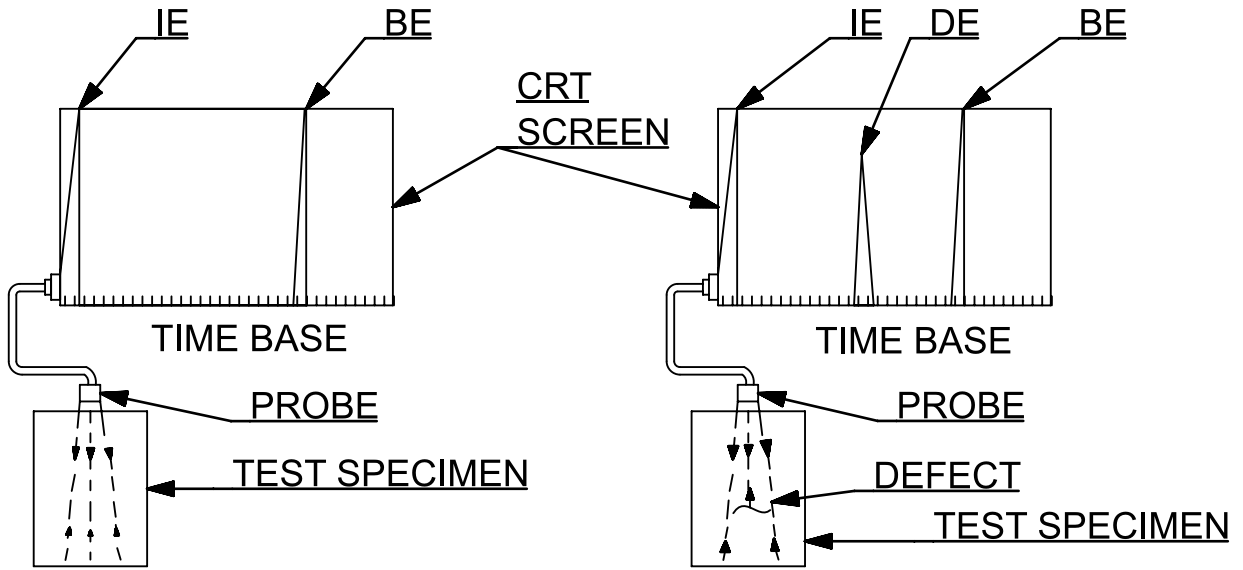 IE
BE
IE
DE
BE
CRT
SCREEN
TIME BASE
TIME BASE
PROBE
PROBE
TEST SPECIMEN
DEFECT
TEST SPECIMEN